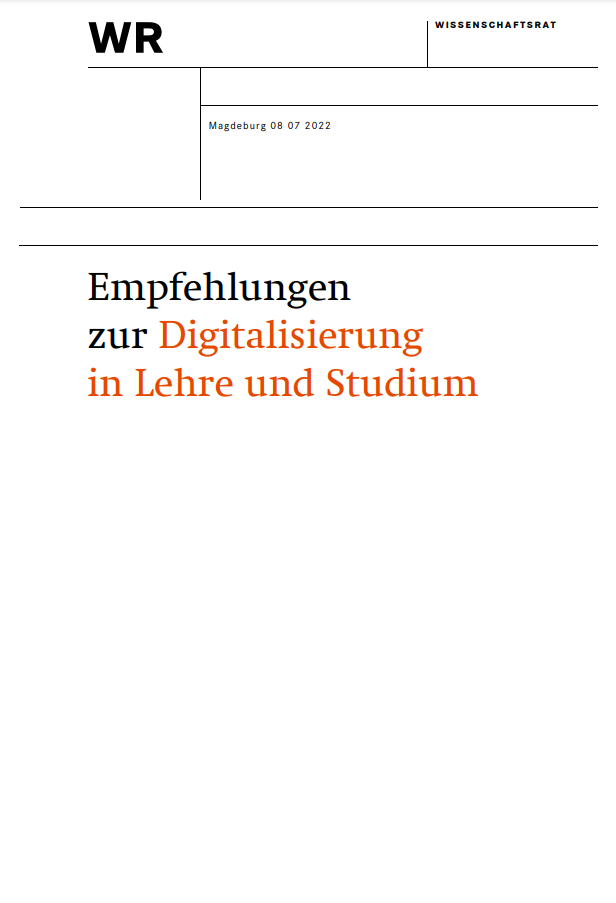 WR
WISSENSCHAFTSRAT
Magdeburg 08 07 2022
Empfehlungen
zur Digitalisierung
in Lehre und Studium